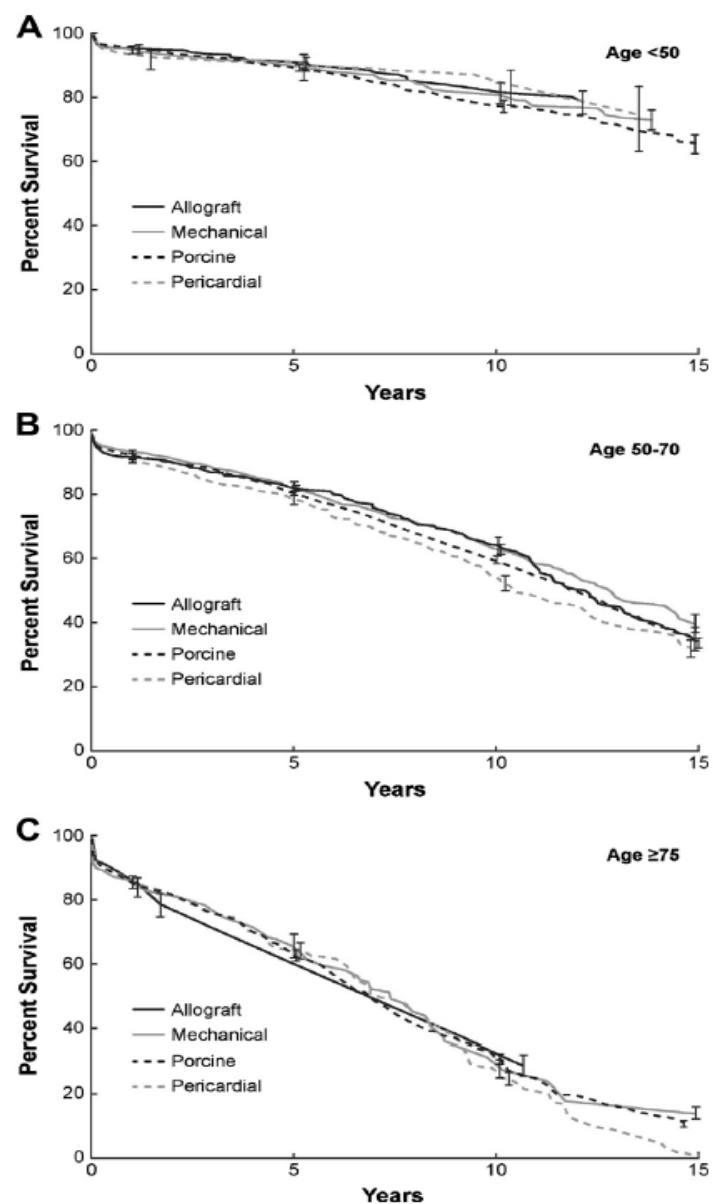 A
Age <50
Percent Survival
100
80
60
40
20
0
Allograft
Mechanical
Porcine
Pericardial
0 5 10 15
Years
B
Age 50-70
Percent Survival
100
80
60
40
20
0
Allograft
Mechanical
Porcine
Pericardial
0 5 10 15
Years
C
Age ≥75
Percent Survival
100
80
60
40
20
0
Allograft
Mechanical
Porcine
Pericardial
0 5 10 15
Years